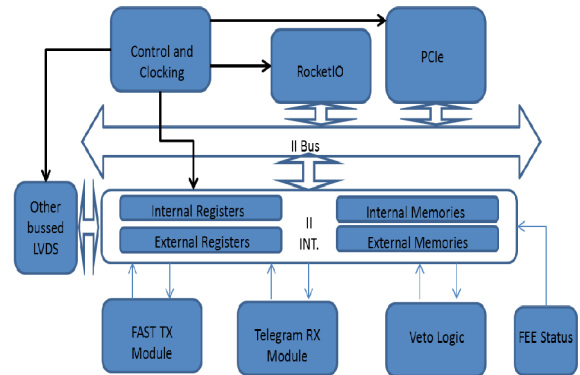 Control and
Clocking
RocketIO
PCIe
II Bus
Other
bussed
LVDS
Internal Registers
External Registers
II
INT.
Internal Memories
External Memories
FAST TX
Module
Telegram RX
Module
Veto Logic
FEE Status